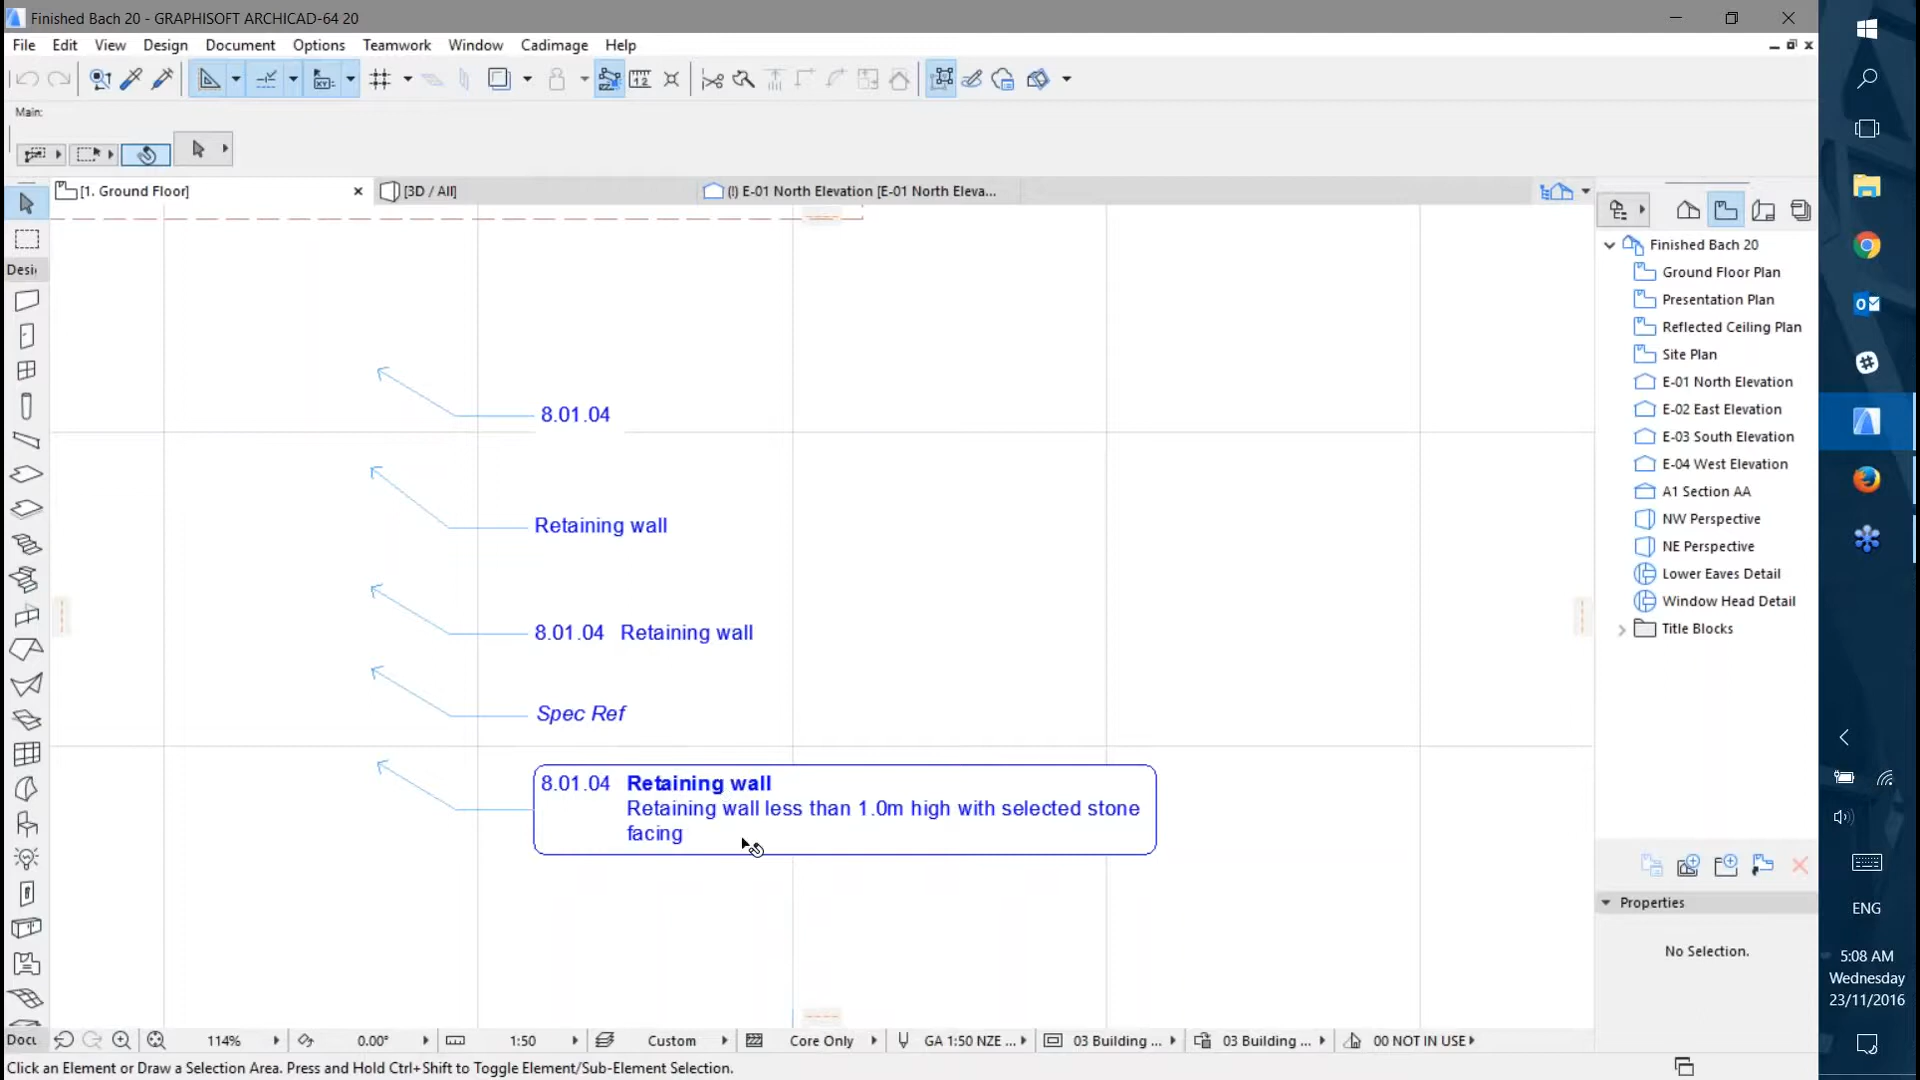 Finished Bach 20 - GRAPHISOFT ARCHICAD-64 20
File Edit View Design Document Options Teamwork Window Cadimage Help
Main:
[1. Ground Floor]
[3D / All]
(!) E-01 North Elevation [E-01 North Eleva...
Desi
8.01.04
Retaining wall
8.01.04 Retaining wall
Spec Ref
8.01.04 Retaining wall
Retaining wall less than 1.0m high with selected stone
facing
Finished Bach 20
Ground Floor Plan
Presentation Plan
Reflected Ceiling Plan
Site Plan
E-01 North Elevation
E-02 East Elevation
E-03 South Elevation
E-04 West Elevation
A1 Section AA
NW Perspective
NE Perspective
Lower Eaves Detail
Window Head Detail
Title Blocks
Properties
No Selection.
Docu
114%
0.00°
1:50
Custom
Core Only
GA 1:50 NZE ...
03 Building ...
03 Building ...
00 NOT IN USE
Click an Element or Draw a Selection Area. Press and Hold Ctrl+Shift to Toggle Element/Sub-Element Selection.
ENG
5:08 AM
Wednesday
23/11/2016